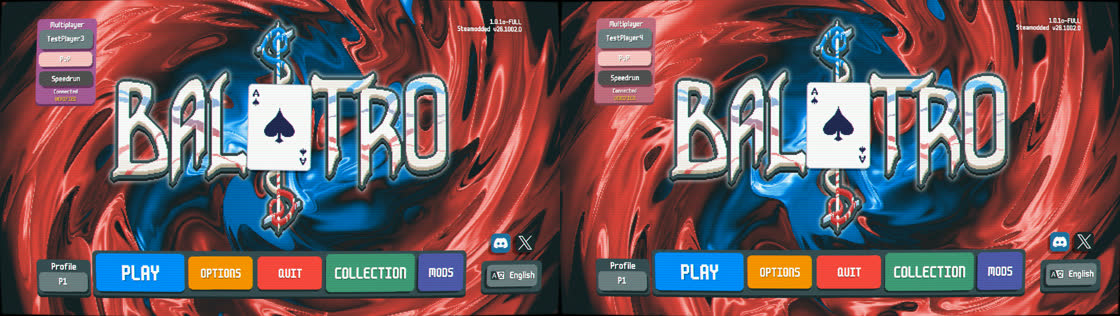 Multiplayer
TestPlayer3
PvP
Speedrun
Connected
VERIFIED
1.0.1o-FULL
Steamodded v26.1002.0
BALATRO
A
A
Profile
P1
PLAY
OPTIONS
QUIT
COLLECTION
MODS
English
Multiplayer
TestPlayer4
PvP
Speedrun
Connected
VERIFIED
1.0.1o-FULL
Steamodded v26.1002.0
BALATRO
A
A
Profile
P1
PLAY
OPTIONS
QUIT
COLLECTION
MODS
English